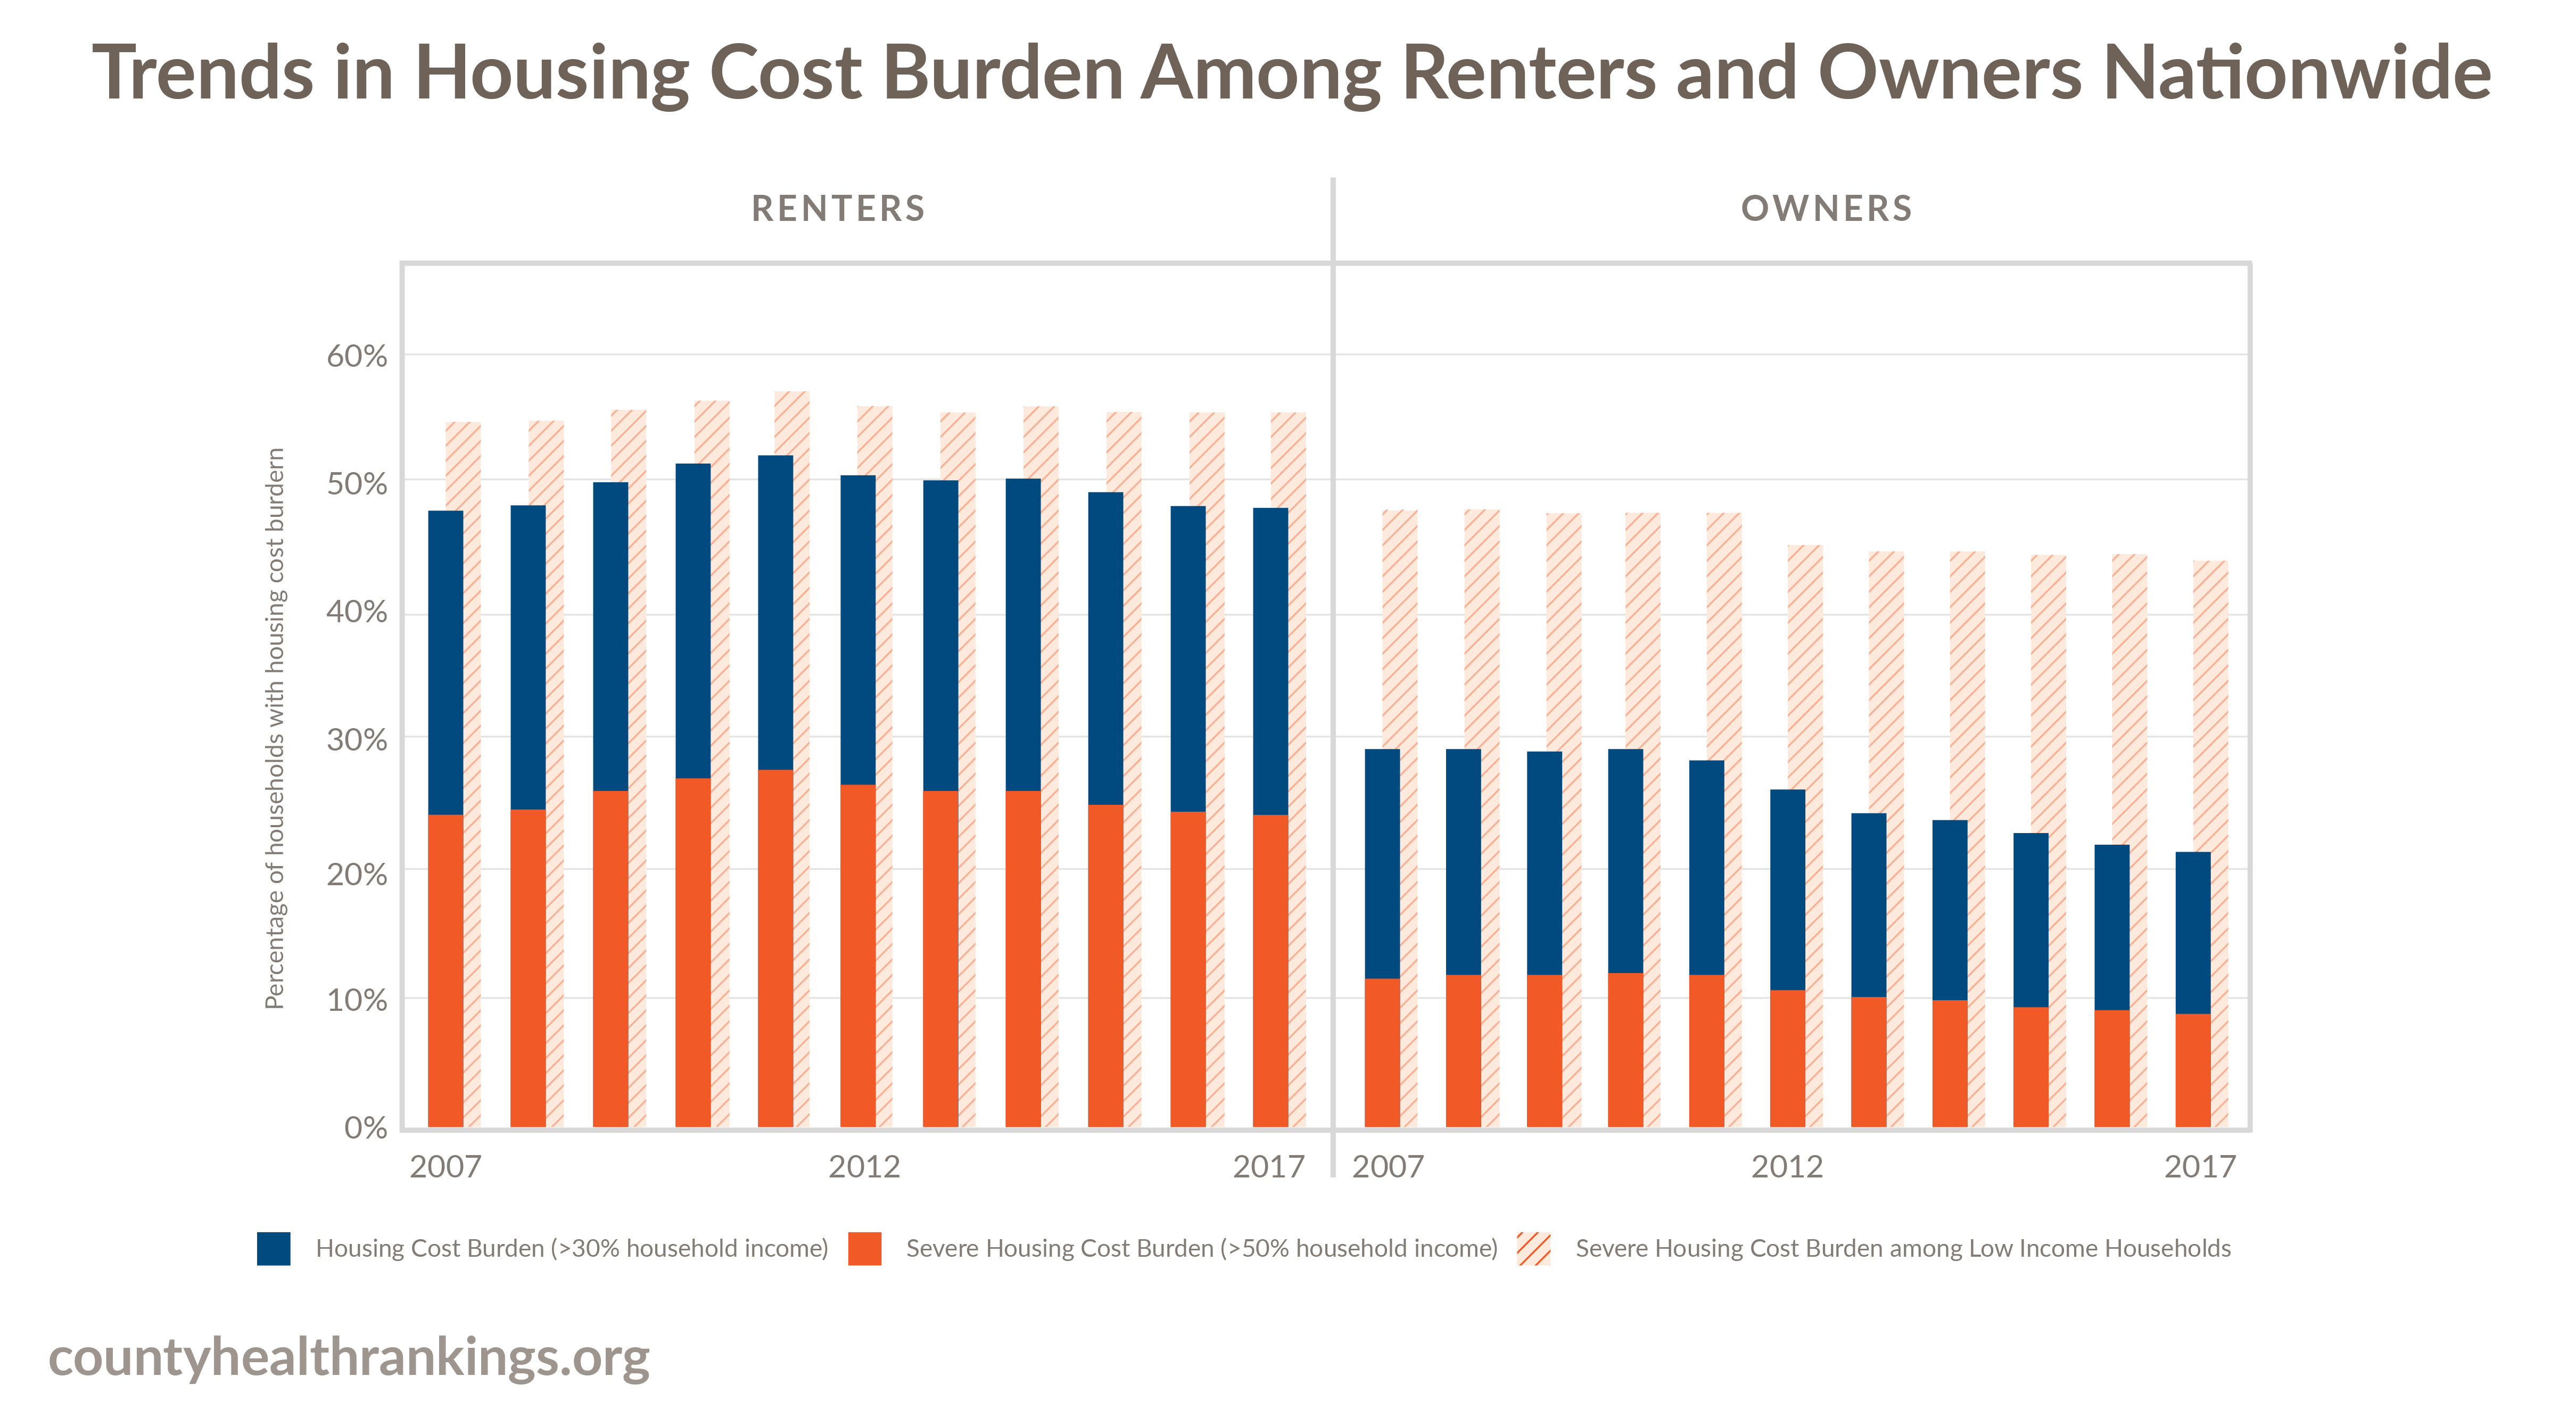 Trends in Housing Cost Burden Among Renters and Owners Nationwide
RENTERS
OWNERS
Percentage of households with housing cost burdern
60%
50%
40%
30%
20%
10%
0%
2007 2012 2017 2007 2012 2017
Housing Cost Burden (>30% household income) Severe Housing Cost Burden (>50% household income) Severe Housing Cost Burden among Low Income Households
countyhealthrankings.org